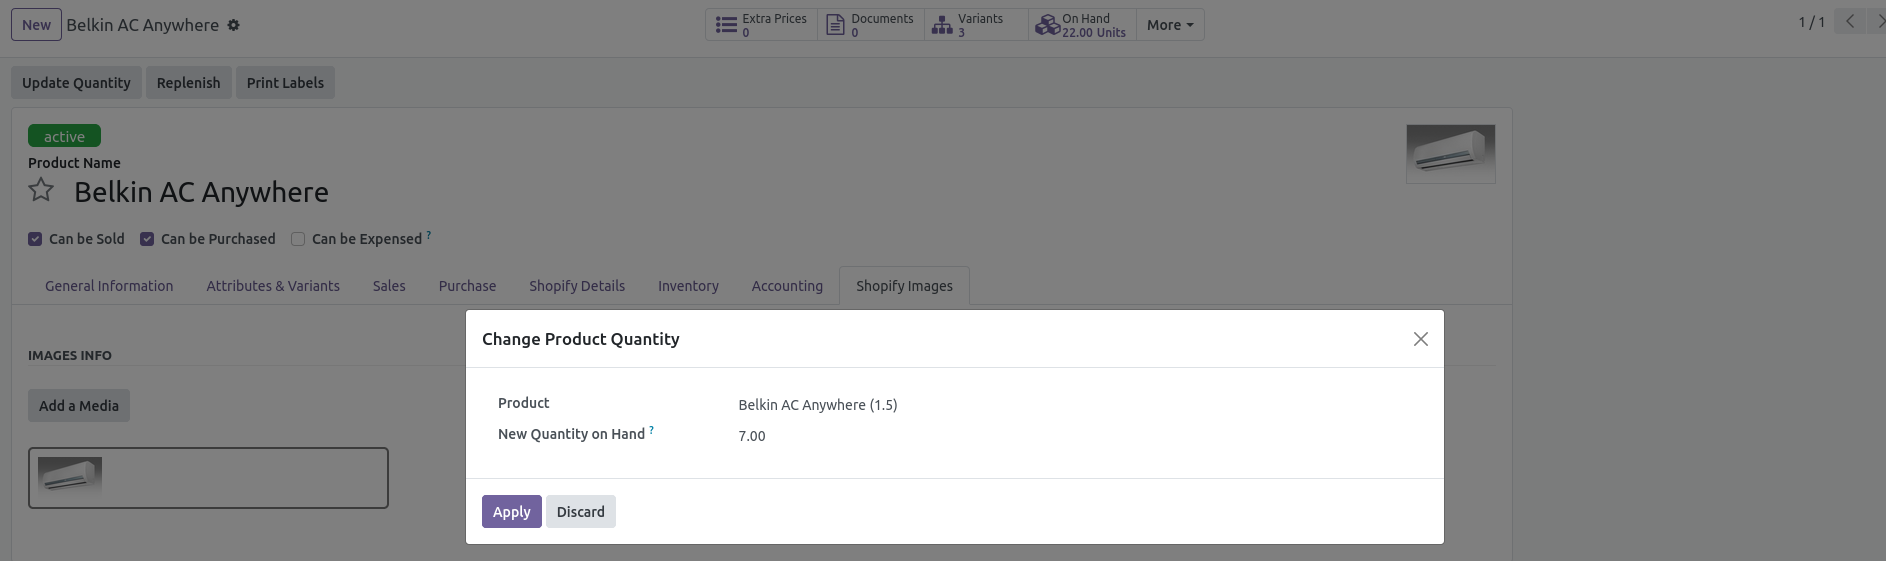 New Belkin AC Anywhere
Extra Prices
0
Documents
0
Variants
3
On Hand
22.00 Units
More
1 / 1
Update Quantity Replenish Print Labels
active
Product Name
Belkin AC Anywhere
Can be Sold Can be Purchased Can be Expensed ?
General Information Attributes & Variants Sales Purchase Shopify Details Inventory Accounting Shopify Images
Change Product Quantity
IMAGES INFO
Add a Media
Product Belkin AC Anywhere (1.5)
New Quantity on Hand ? 7.00
Apply Discard